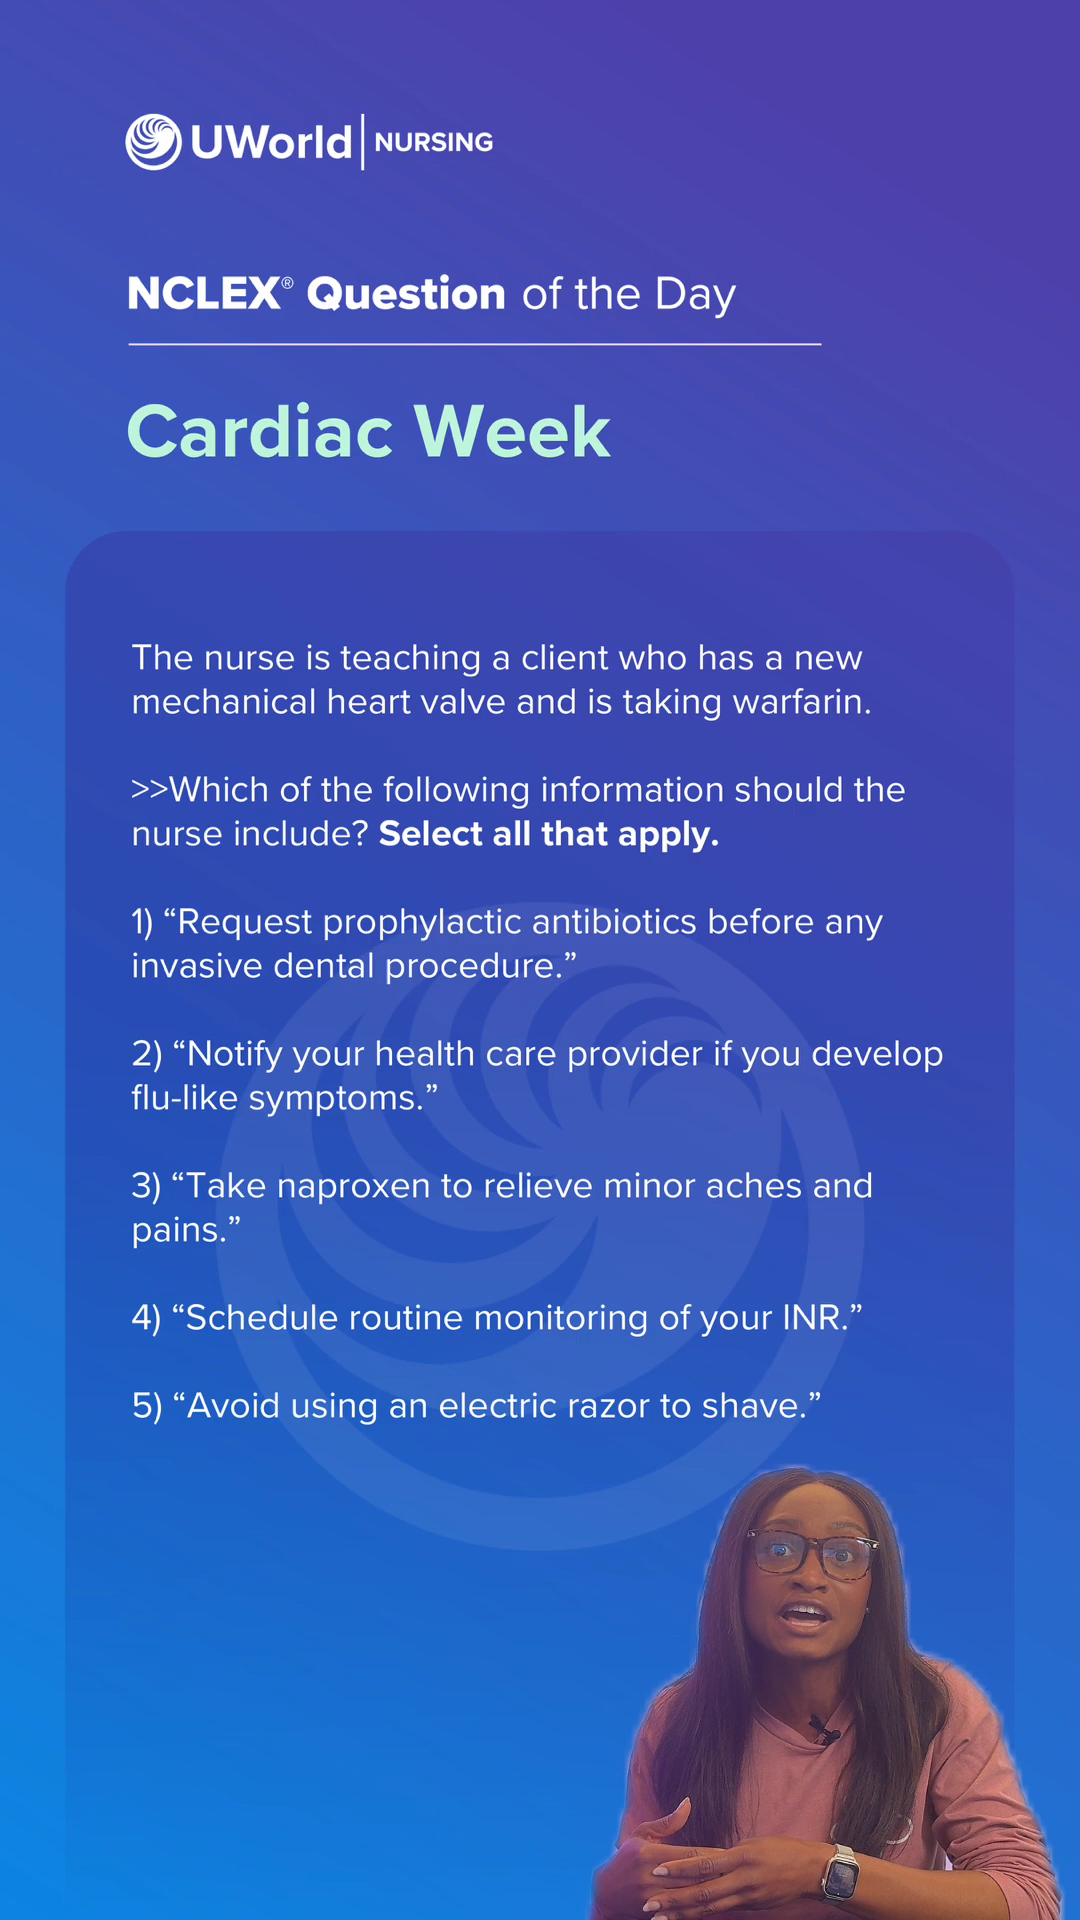 UWorld | NURSING
NCLEX® Question of the Day
Cardiac Week
The nurse is teaching a client who has a new
mechanical heart valve and is taking warfarin.
>>Which of the following information should the
nurse include? Select all that apply.
1) “Request prophylactic antibiotics before any
invasive dental procedure.”
2) “Notify your health care provider if you develop
flu-like symptoms.”
3) “Take naproxen to relieve minor aches and
pains.”
4) “Schedule routine monitoring of your INR.”
5) “Avoid using an electric razor to shave.”